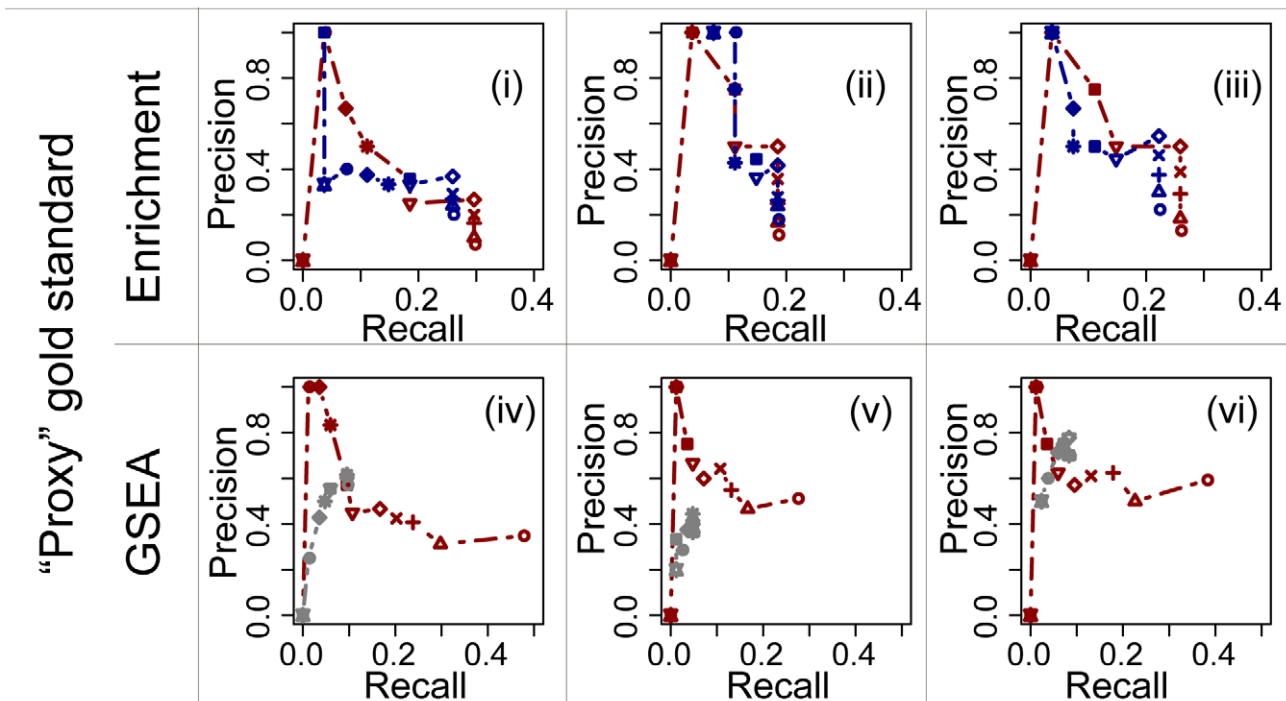 “Proxy” gold standard
Enrichment
GSEA
(i)
Precision
0.0 0.4 0.8
0.0 0.2 0.4
Recall
(ii)
Precision
0.0 0.4 0.8
0.0 0.2 0.4
Recall
(iii)
Precision
0.0 0.4 0.8
0.0 0.2 0.4
Recall
(iv)
Precision
0.0 0.4 0.8
0.0 0.2 0.4
Recall
(v)
Precision
0.0 0.4 0.8
0.0 0.2 0.4
Recall
(vi)
Precision
0.0 0.4 0.8
0.0 0.2 0.4
Recall